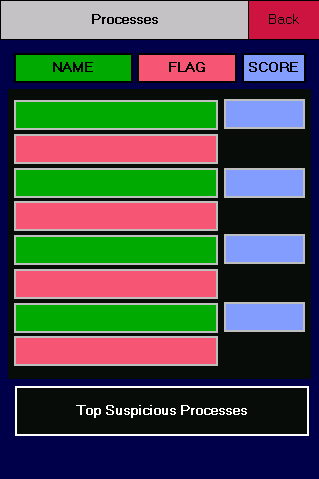 Processes
Back
NAME
FLAG
SCORE
Top Suspicious Processes